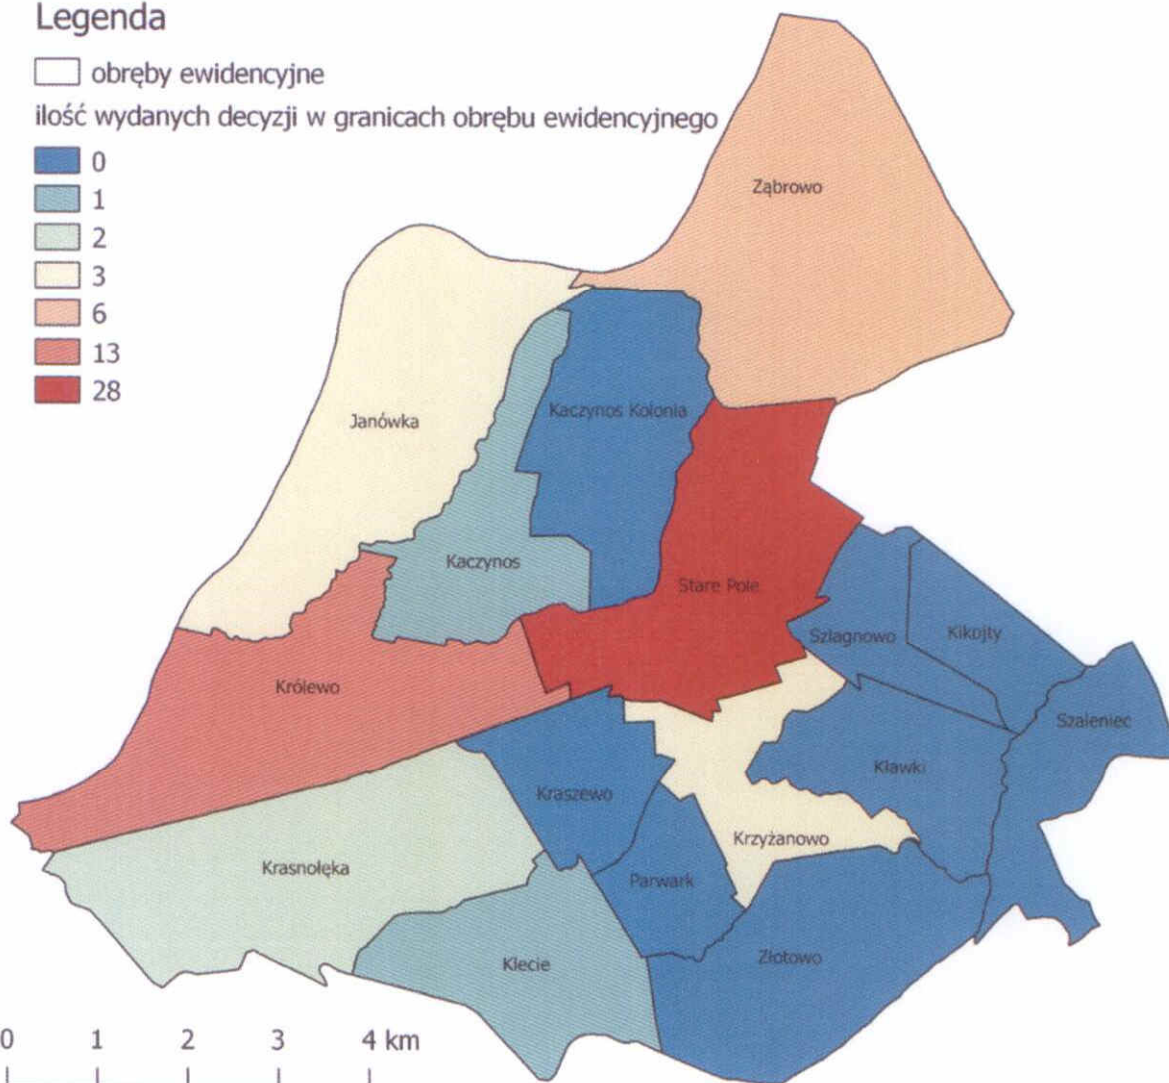 Legenda
obręby ewidencyjne
ilość wydanych decyzji w granicach obrębu ewidencyjnego
0
1
2
3
6
13
28
Ząbrowo
Janówka
Kaczynos Kolonia
Kaczynos
Stare Pole
Szlagnowo
Kikojty
Królewo
Szaleniec
Kławki
Kraszewo
Krzyżanowo
Krasnołęka
Parwark
Klecie
Złotowo
0 1 2 3 4 km